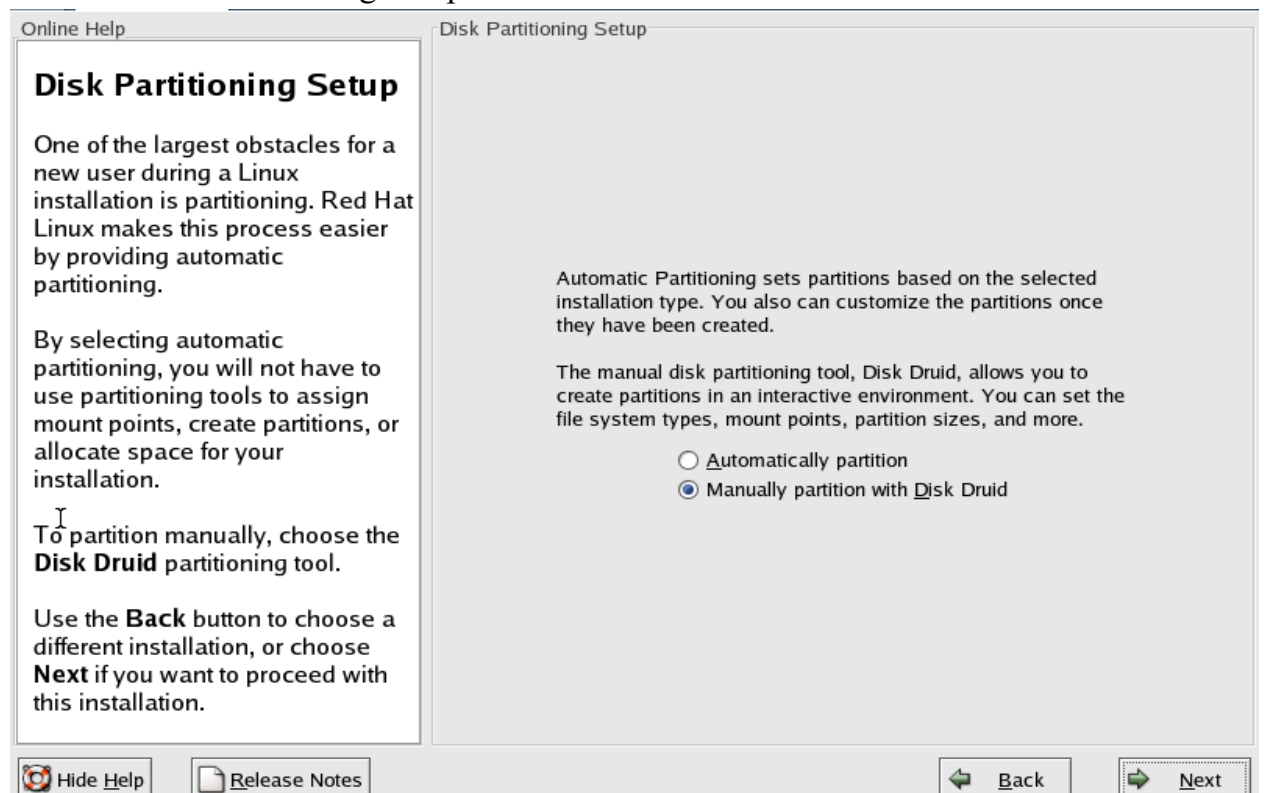 Online Help
Disk Partitioning Setup
One of the largest obstacles for a
new user during a Linux
installation is partitioning. Red Hat
Linux makes this process easier
by providing automatic
partitioning.
By selecting automatic
partitioning, you will not have to
use partitioning tools to assign
mount points, create partitions, or
allocate space for your
installation.
To partition manually, choose the
Disk Druid partitioning tool.
Use the Back button to choose a
different installation, or choose
Next if you want to proceed with
this installation.
Disk Partitioning Setup
Automatic Partitioning sets partitions based on the selected
installation type. You also can customize the partitions once
they have been created.
The manual disk partitioning tool, Disk Druid, allows you to
create partitions in an interactive environment. You can set the
file system types, mount points, partition sizes, and more.
Automatically partition
Manually partition with Disk Druid
Hide Help
Release Notes
Back
Next